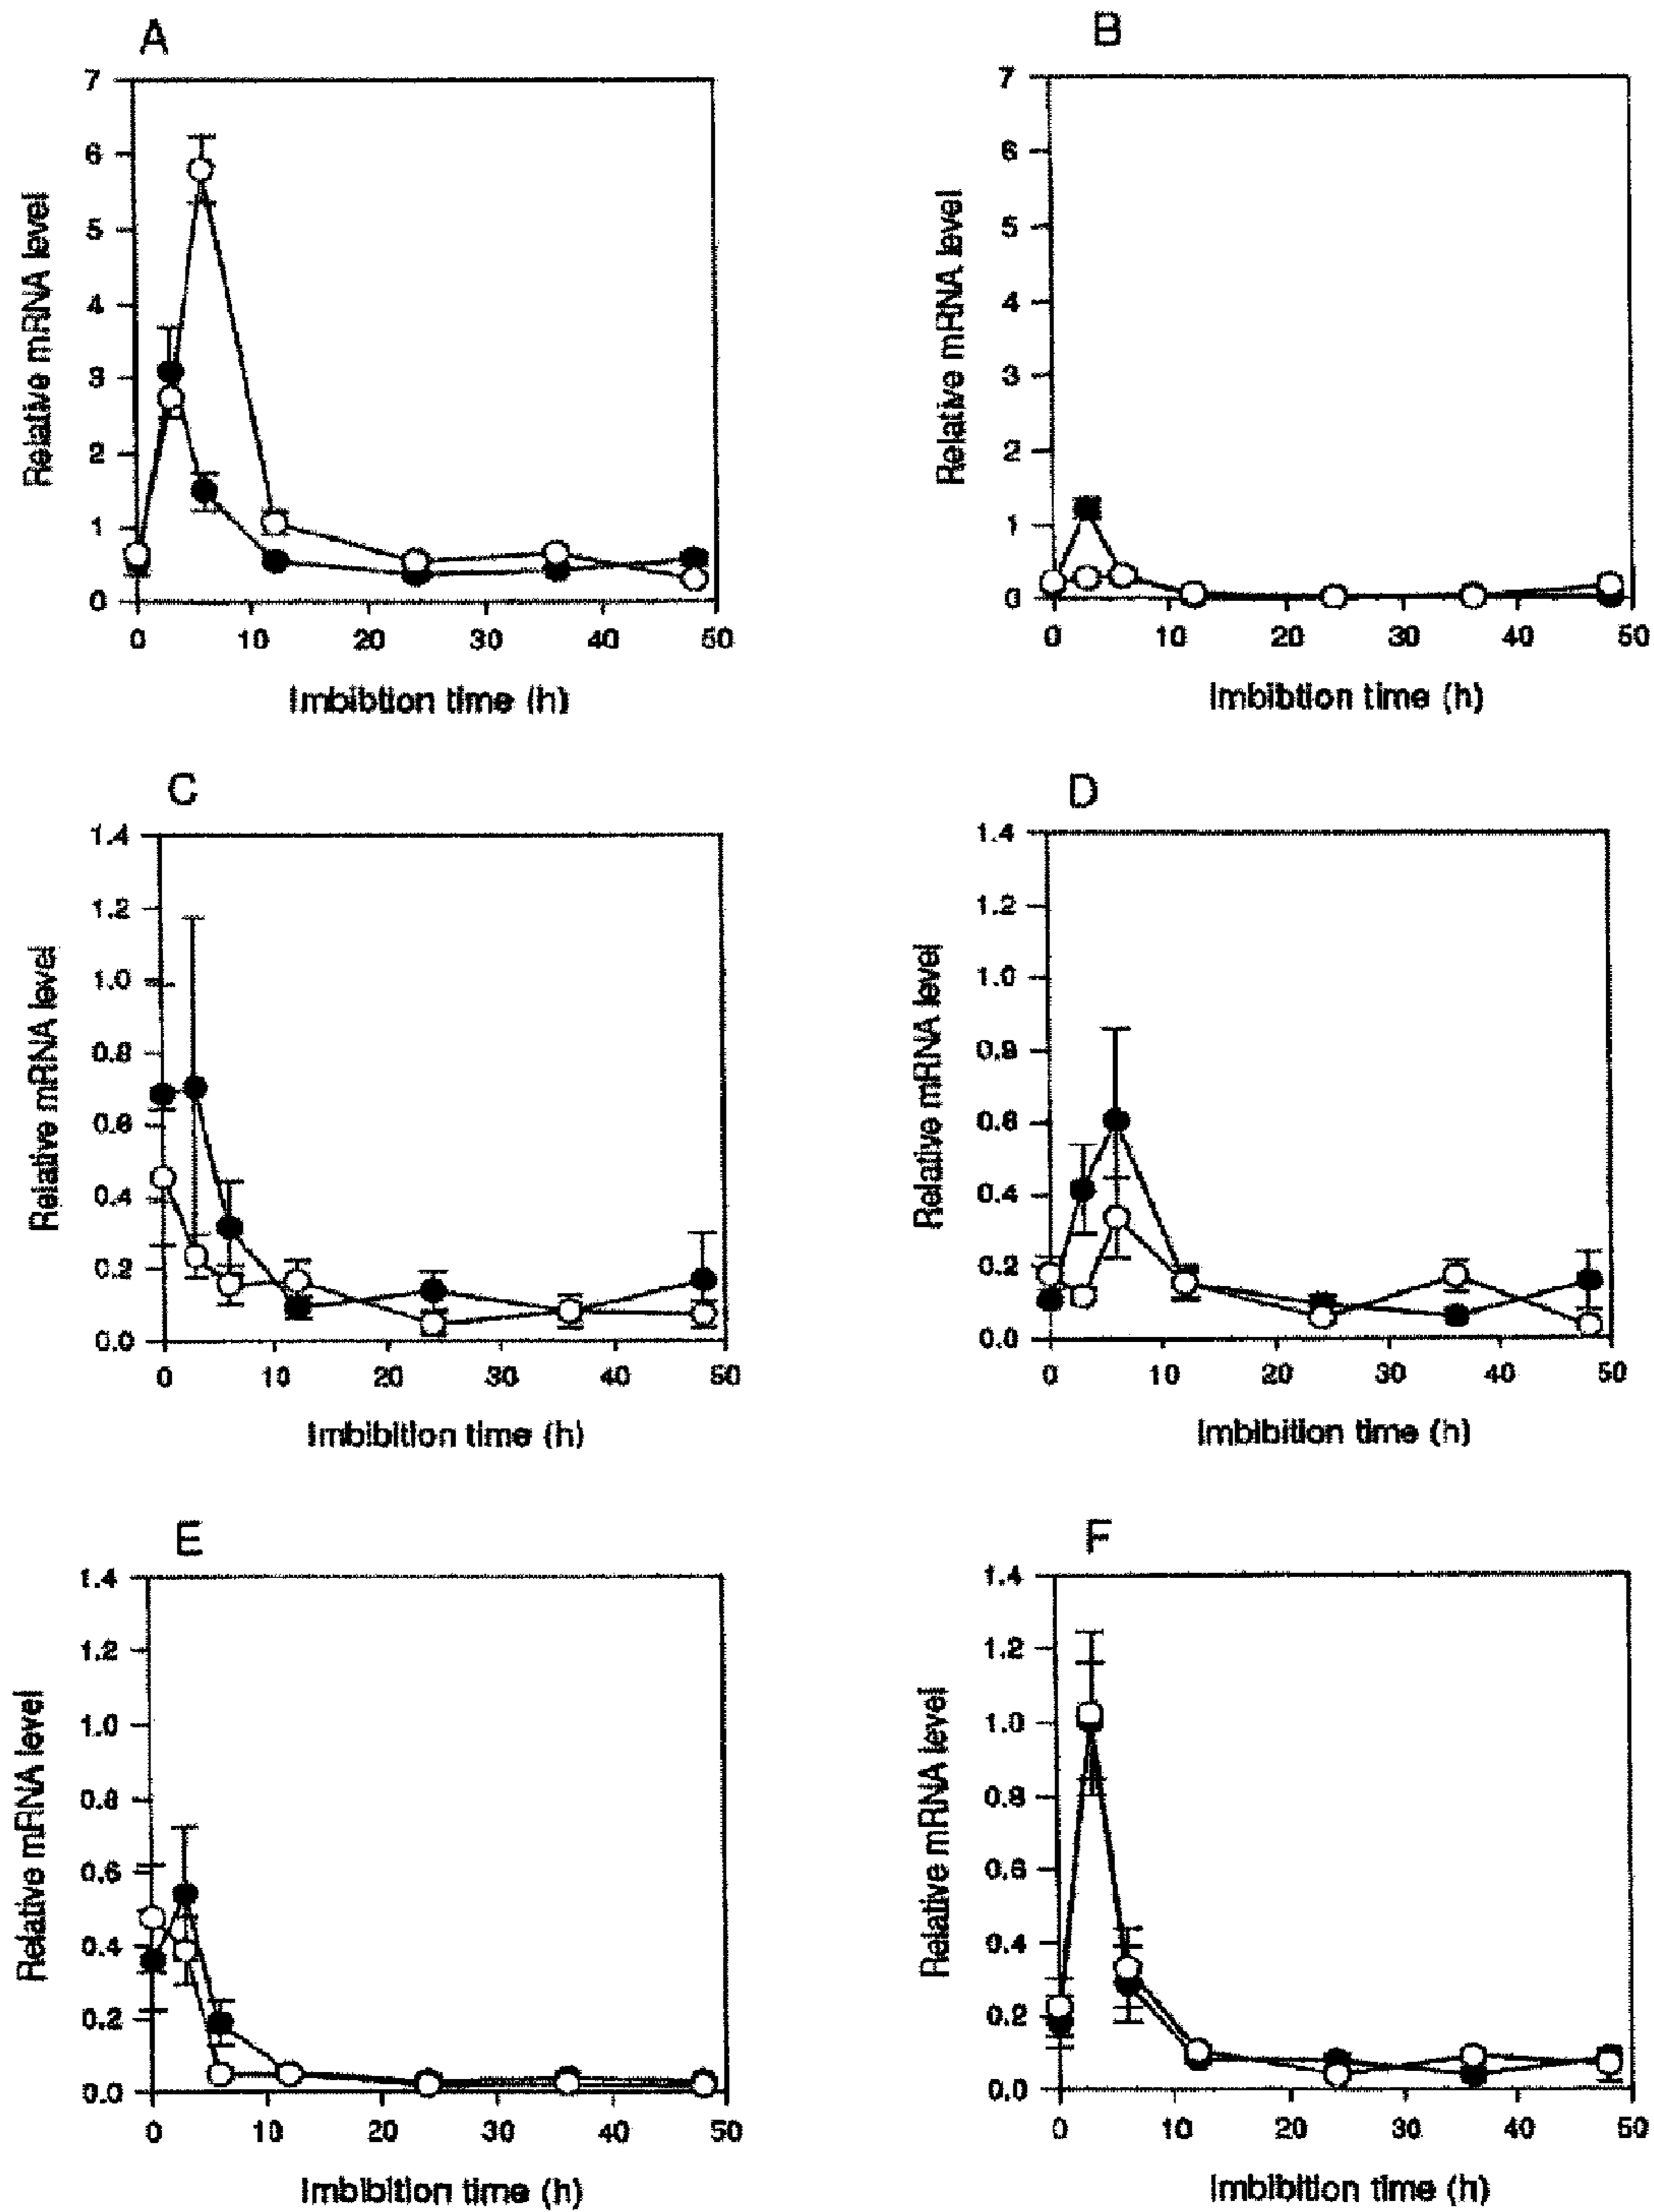 A
7
6
5
4
3
2
1
0
Relative mRNA level
0 10 20 30 40 50
Imbibtion time (h)
B
7
6
5
4
3
2
1
0
Relative mRNA level
0 10 20 30 40 50
Imbibtion time (h)
C
1.4
1.2
1.0
0.8
0.6
0.4
0.2
0.0
Relative mRNA level
0 10 20 30 40 50
Imbibition time (h)
D
1.4
1.2
1.0
0.8
0.6
0.4
0.2
0.0
Relative mRNA level
0 10 20 30 40 50
Imbibition time (h)
E
1.4
1.2
1.0
0.8
0.6
0.4
0.2
0.0
Relative mRNA level
0 10 20 30 40 50
Imbibition time (h)
F
1.4
1.2
1.0
0.8
0.6
0.4
0.2
0.0
Relative mRNA level
0 10 20 30 40 50
Imbibition time (h)